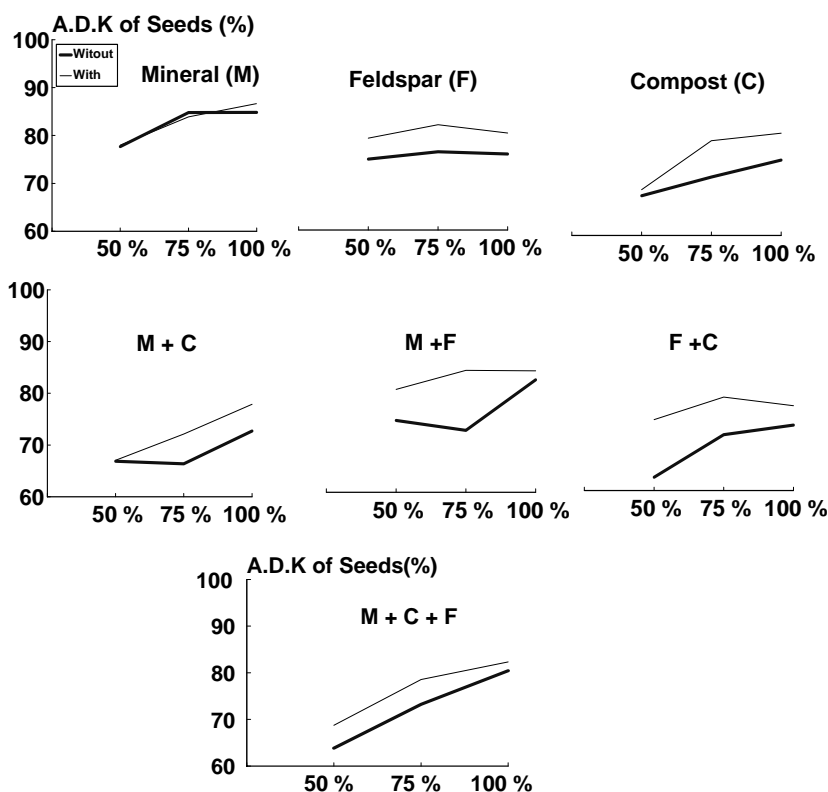 A.D.K of Seeds (%)
100
Witout
With
Mineral (M)
Feldspar (F)
Compost (C)
90
80
70
60
50 % 75 % 100 %
50 % 75 % 100 %
50 % 75 % 100 %
100
90
M + C
M +F
F +C
80
70
60
50 % 75 % 100 %
50 % 75 % 100 %
50 % 75 % 100 %
A.D.K of Seeds(%)
100
90
M + C + F
80
70
60
50 % 75 % 100 %